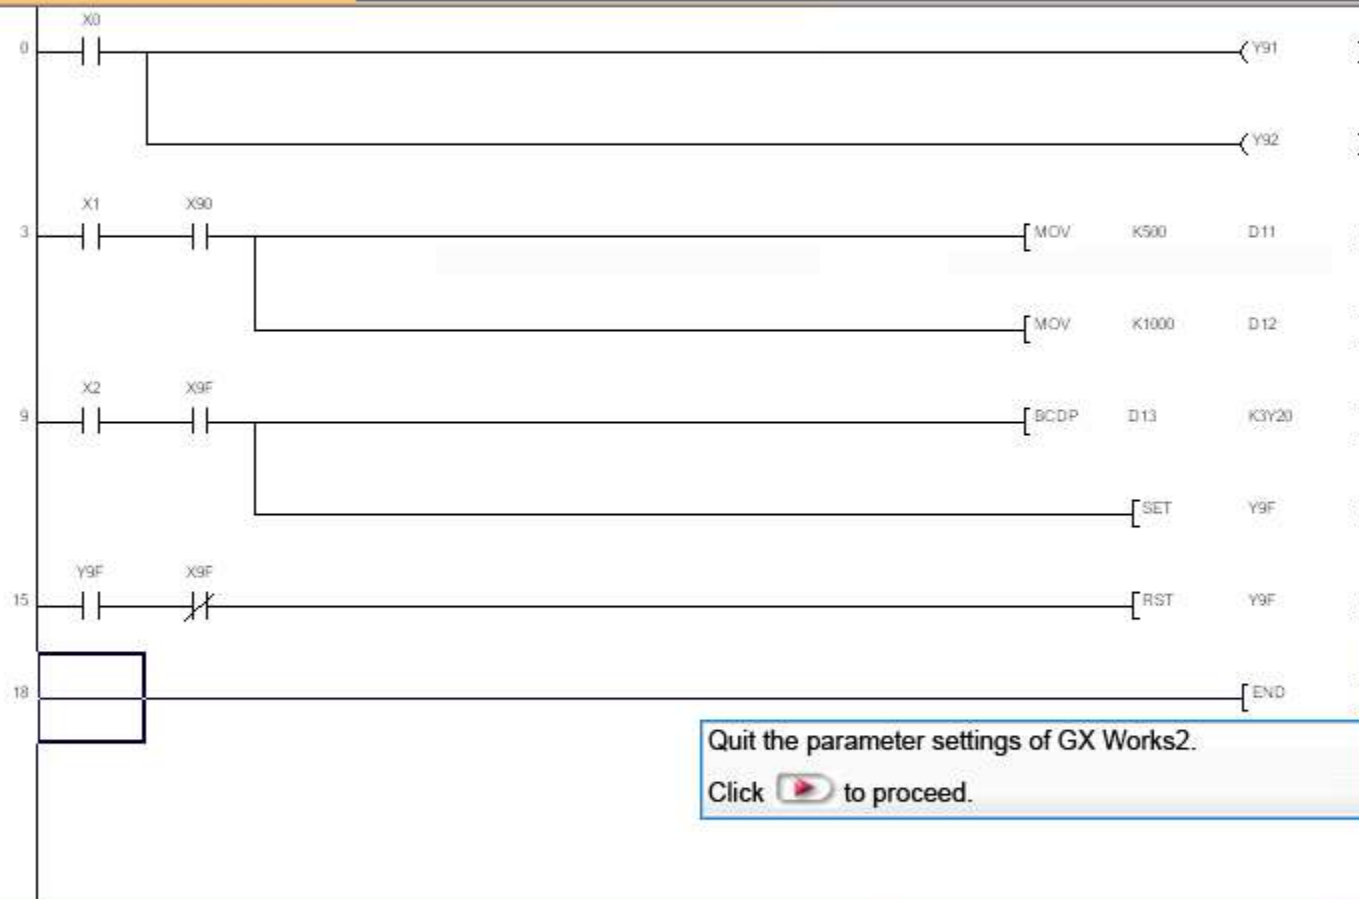 X0
0 Y91
Y92
X1 X90
3 MOV K500 D11
MOV K1000 D12
X2 X9F
9 BCDP D13 K3Y20
SET Y9F
Y9F X9F
15 RST Y9F
18 END
Quit the parameter settings of GX Works2.
Click to proceed.